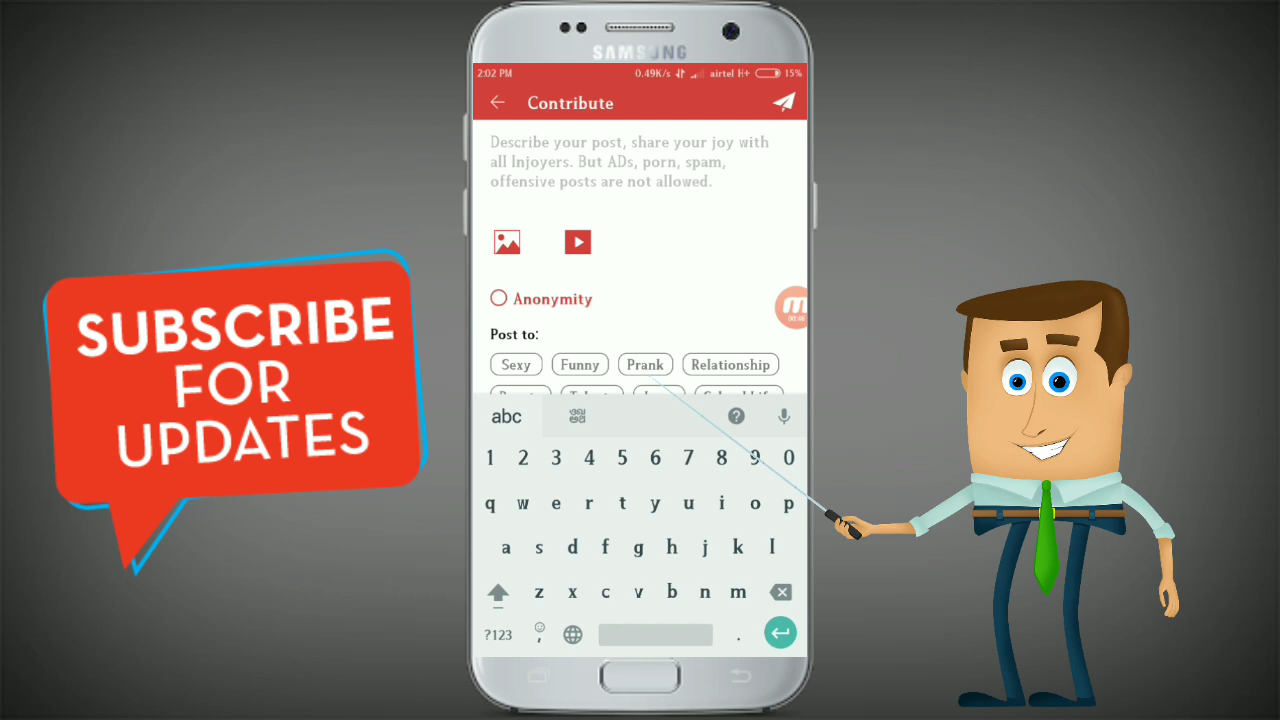 SAMSUNG
2:02 PM 0.49K/s airtel H+ 15%
Contribute
Describe your post, share your joy with
all Injoyers. But ADs, porn, spam,
offensive posts are not allowed.
Anonymity
Post to:
Sexy Funny Prank Relationship
SUBSCRIBE
FOR
UPDATES
abc
1 2 3 4 5 6 7 8 9 0
q w e r t y u i o p
a s d f g h j k l
z x c v b n m
?123 , .